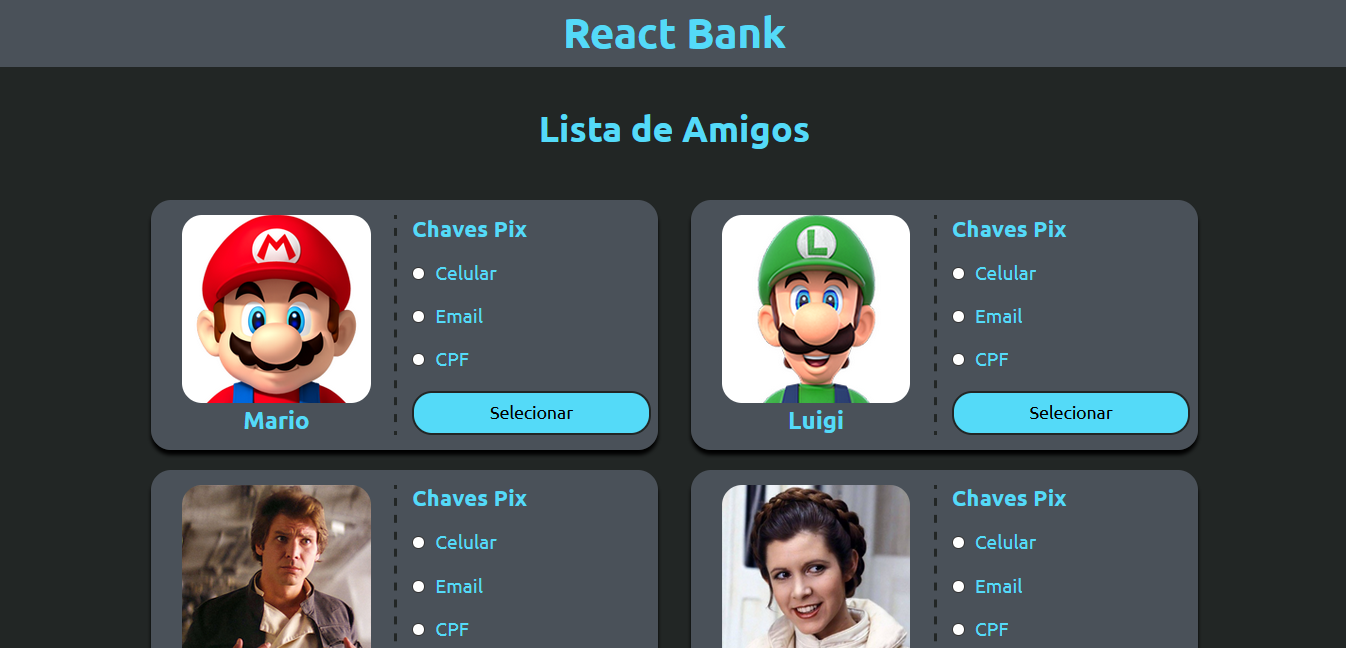 React Bank
Lista de Amigos
Chaves Pix
Celular
Email
CPF
Selecionar
Mario
Chaves Pix
Celular
Email
CPF
Selecionar
Luigi
Chaves Pix
Celular
Email
CPF
Chaves Pix
Celular
Email
CPF